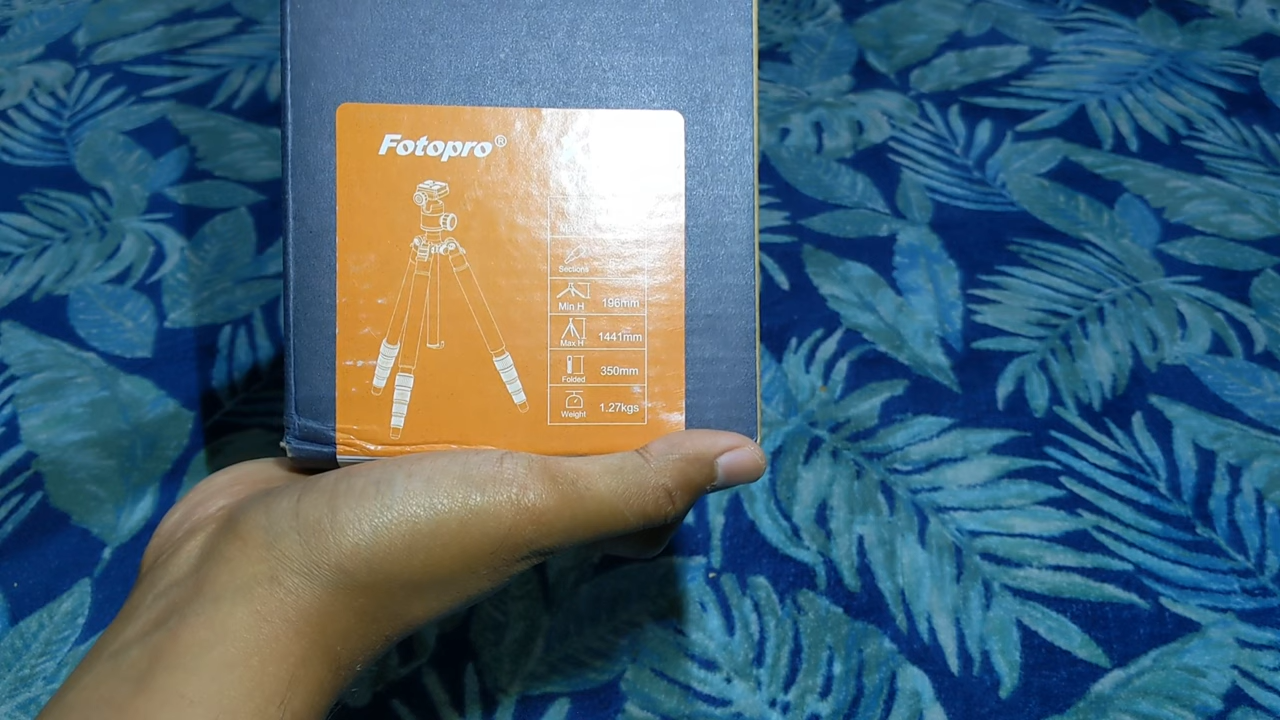 Fotopro®
Sections
Min H 196mm
Max H 1441mm
Folded 350mm
Weight 1.27kgs